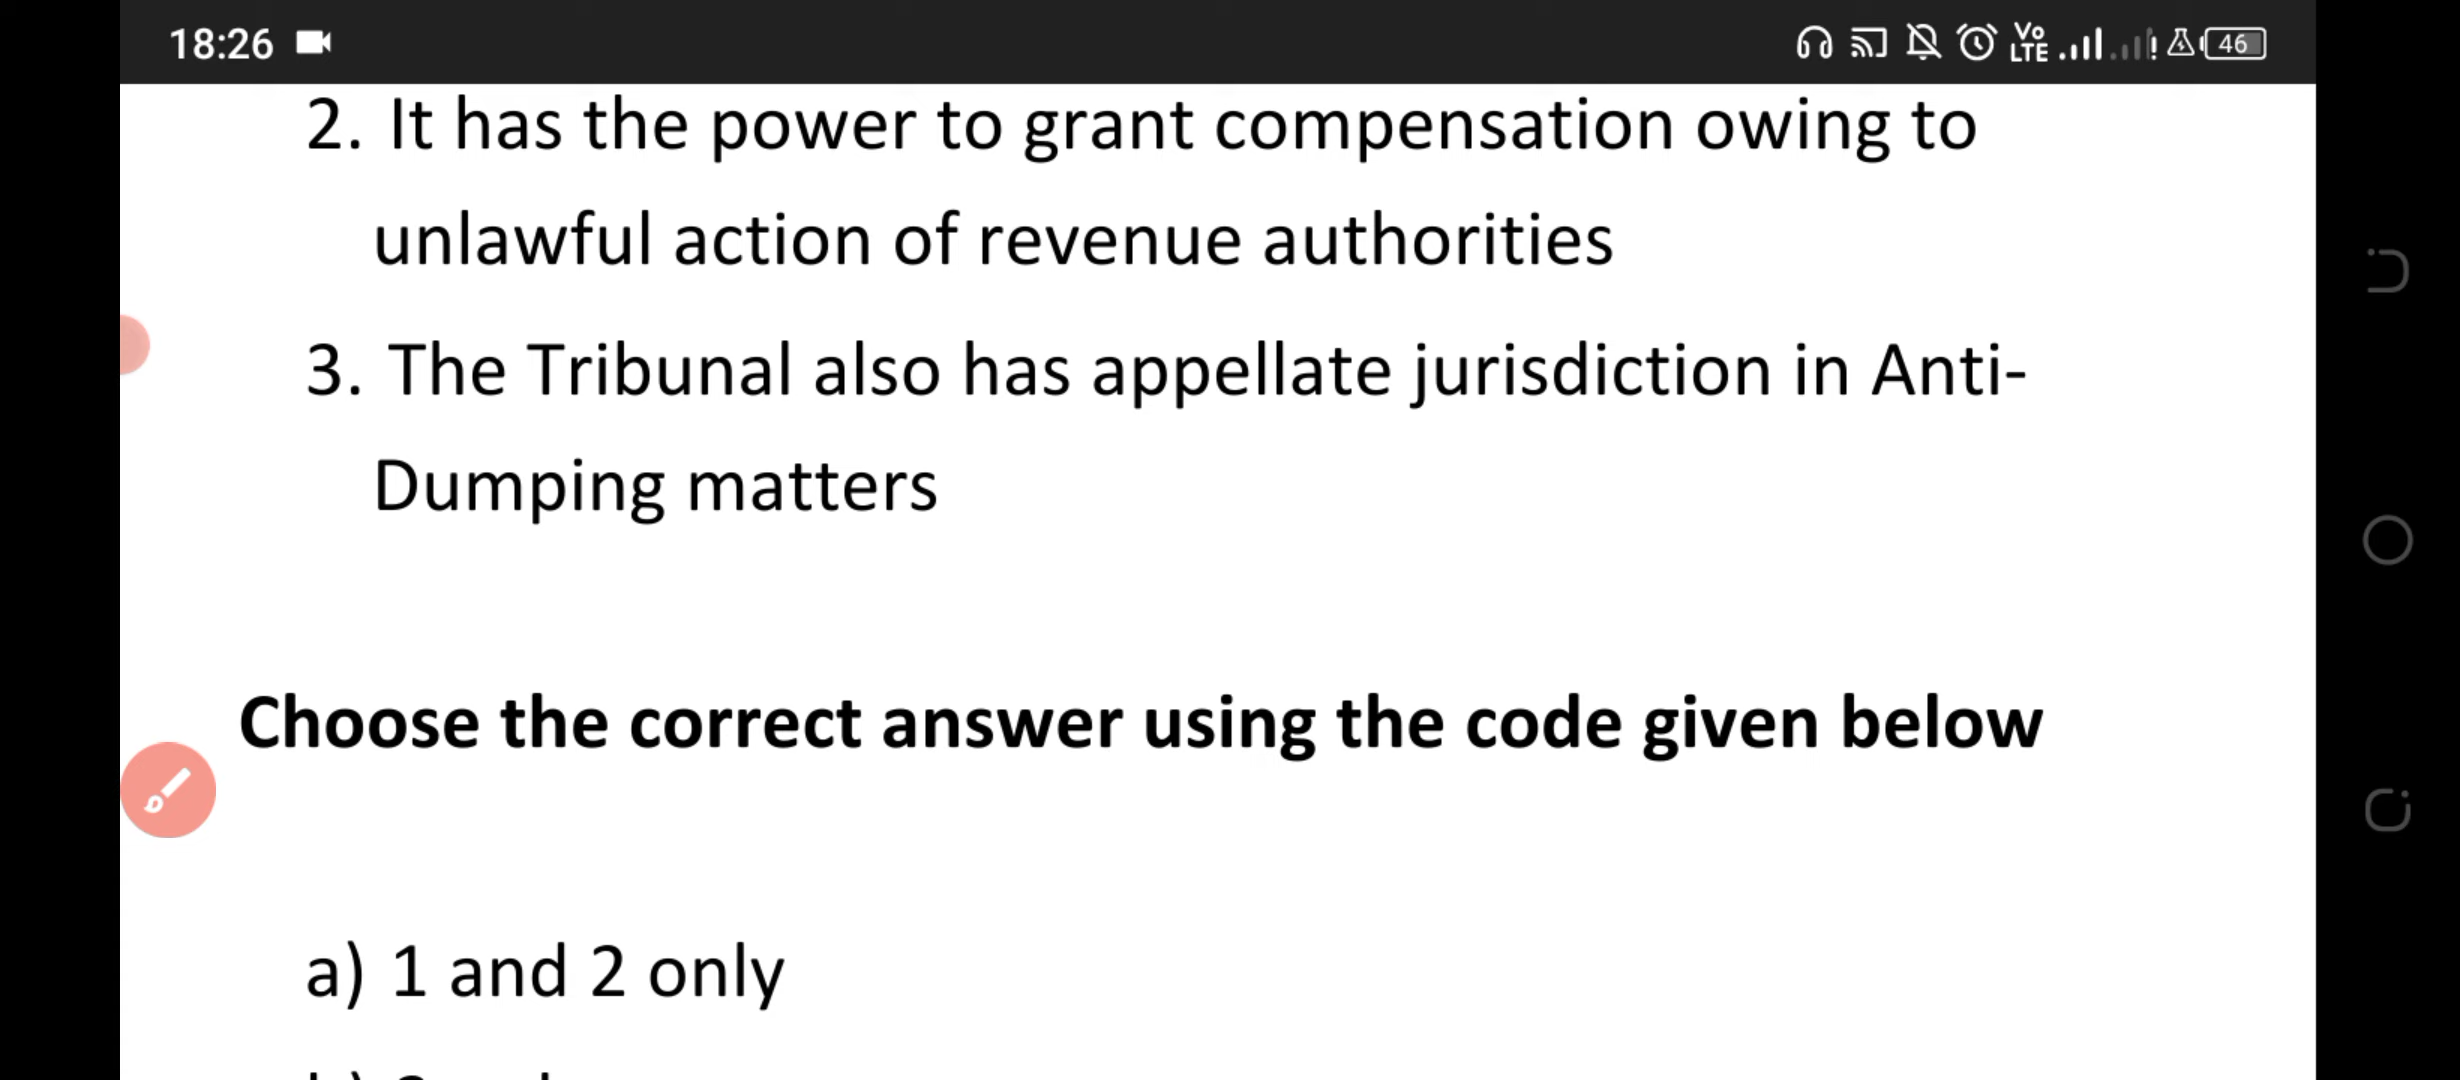 18:26
Vo
LTE
46
2. It has the power to grant compensation owing to
unlawful action of revenue authorities
3. The Tribunal also has appellate jurisdiction in Anti-
Dumping matters
Choose the correct answer using the code given below
a) 1 and 2 only